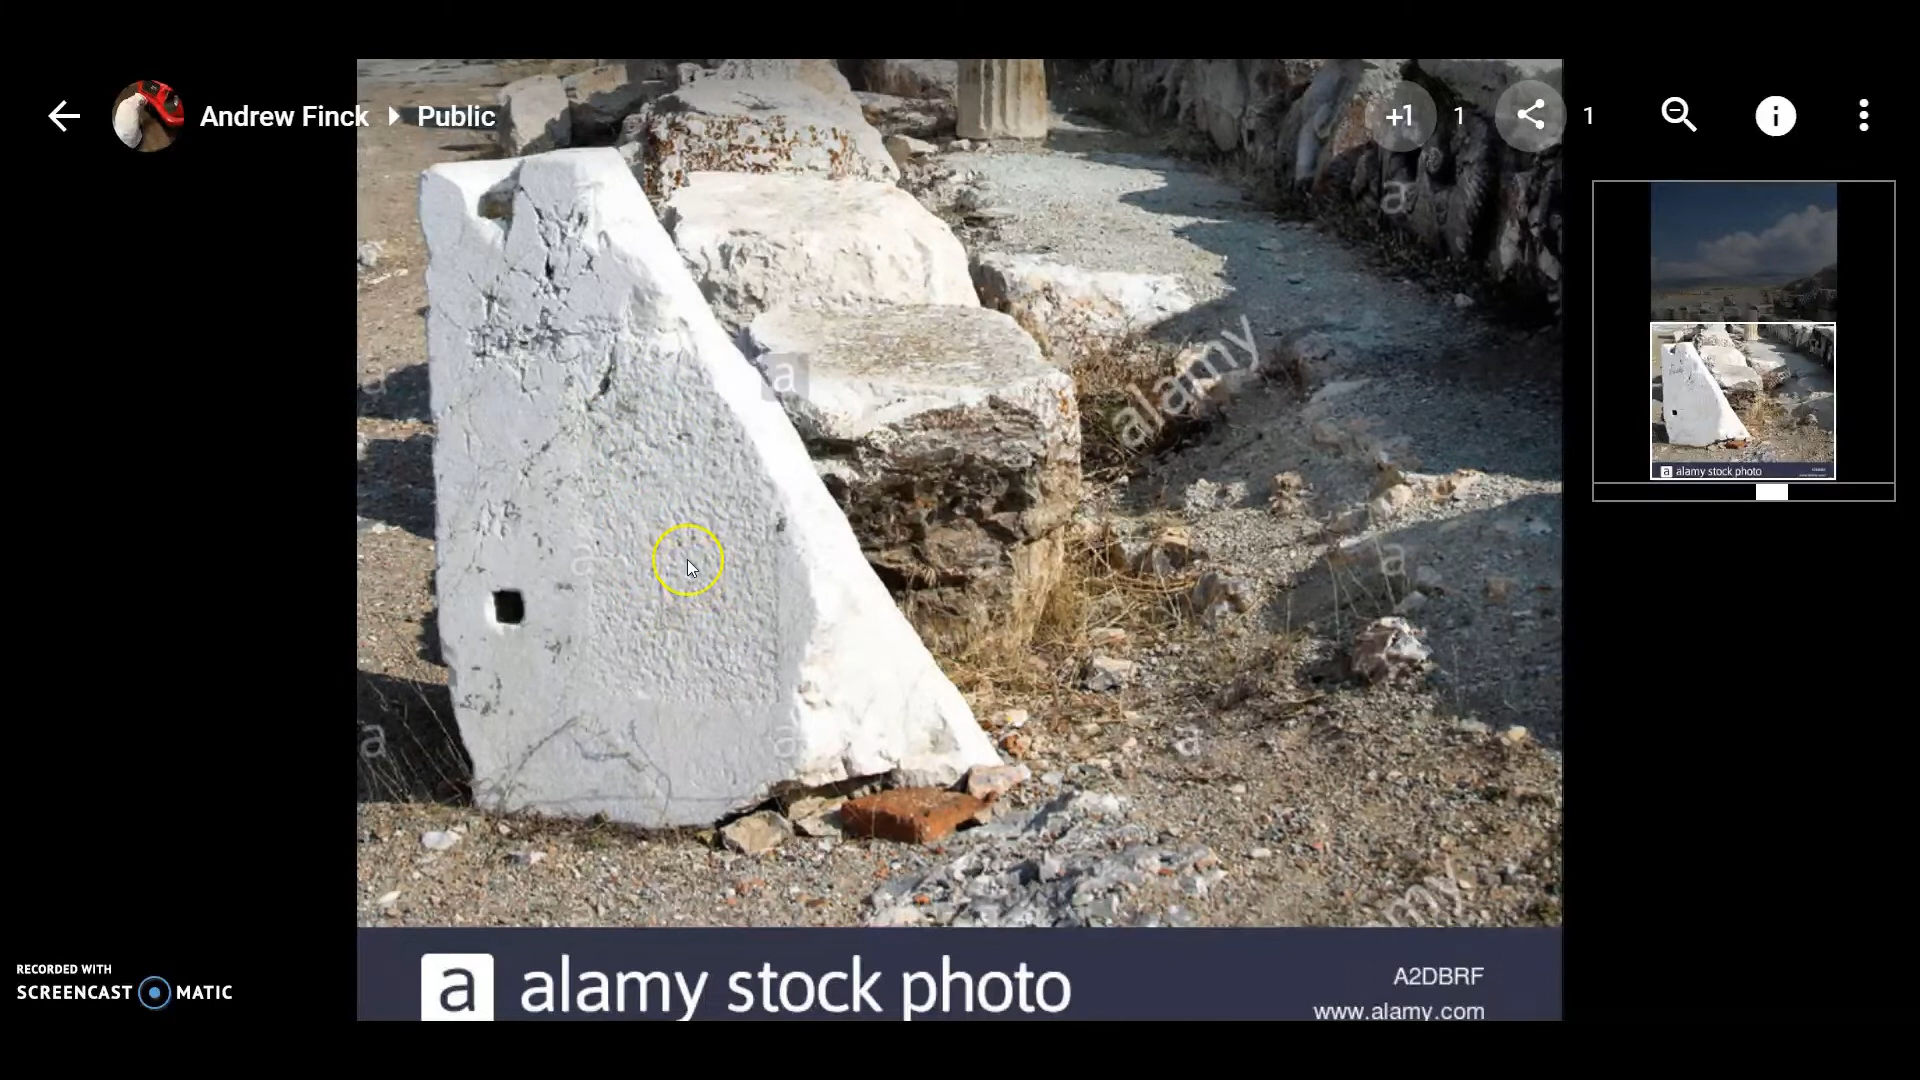 Andrew Finck
Public
+1
1
1
i
a
a
alamy
a
a
a
a
a
a
a
a
alamy
a alamy stock photo
A2DBRF
www.alamy.com
a alamy stock photo
RECORDED WITH
SCREENCAST MATIC